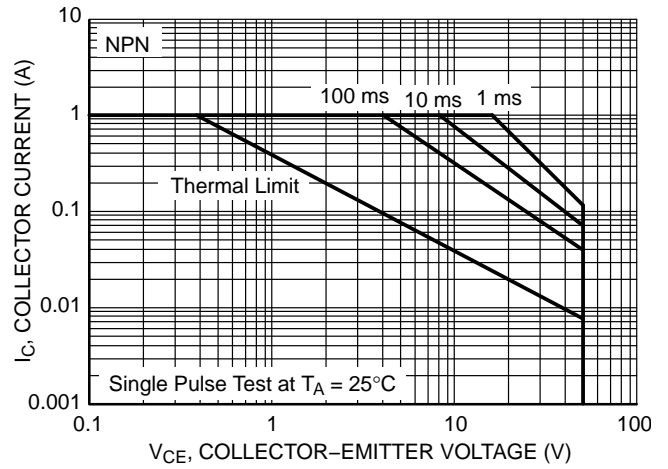 10
NPN
100 ms
10 ms
1 ms
1
Thermal Limit
0.1
0.01
Single Pulse Test at TA = 25°C
0.001
0.1
1
10
100
VCE, COLLECTOR–EMITTER VOLTAGE (V)
IC, COLLECTOR CURRENT (A)